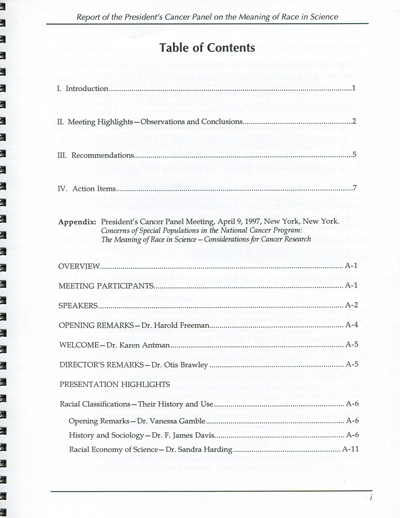 Report of the President's Cancer Panel on the Meaning of Race in Science
Table of Contents
I. Introduction....................1
II. Meeting Highlights—Observations and Conclusions....................2
III. Recommendations....................5
IV. Action Items....................7
Appendix: President's Cancer Panel Meeting, April 9, 1997, New York, New York.
Concerns of Special Populations in the National Cancer Program:
The Meaning of Race in Science—Considerations for Cancer Research
OVERVIEW....................A-1
MEETING PARTICIPANTS....................A-1
SPEAKERS....................A-2
OPENING REMARKS—Dr. Harold Freeman....................A-4
WELCOME—Dr. Karen Antman....................A-5
DIRECTOR'S REMARKS—Dr. Otis Brawley....................A-5
PRESENTATION HIGHLIGHTS
Racial Classifications—Their History and Use....................A-6
Opening Remarks—Dr. Vanessa Gamble....................A-6
History and Sociology—Dr. F. James Davis....................A-6
Racial Economy of Science—Dr. Sandra Harding....................A-11
i